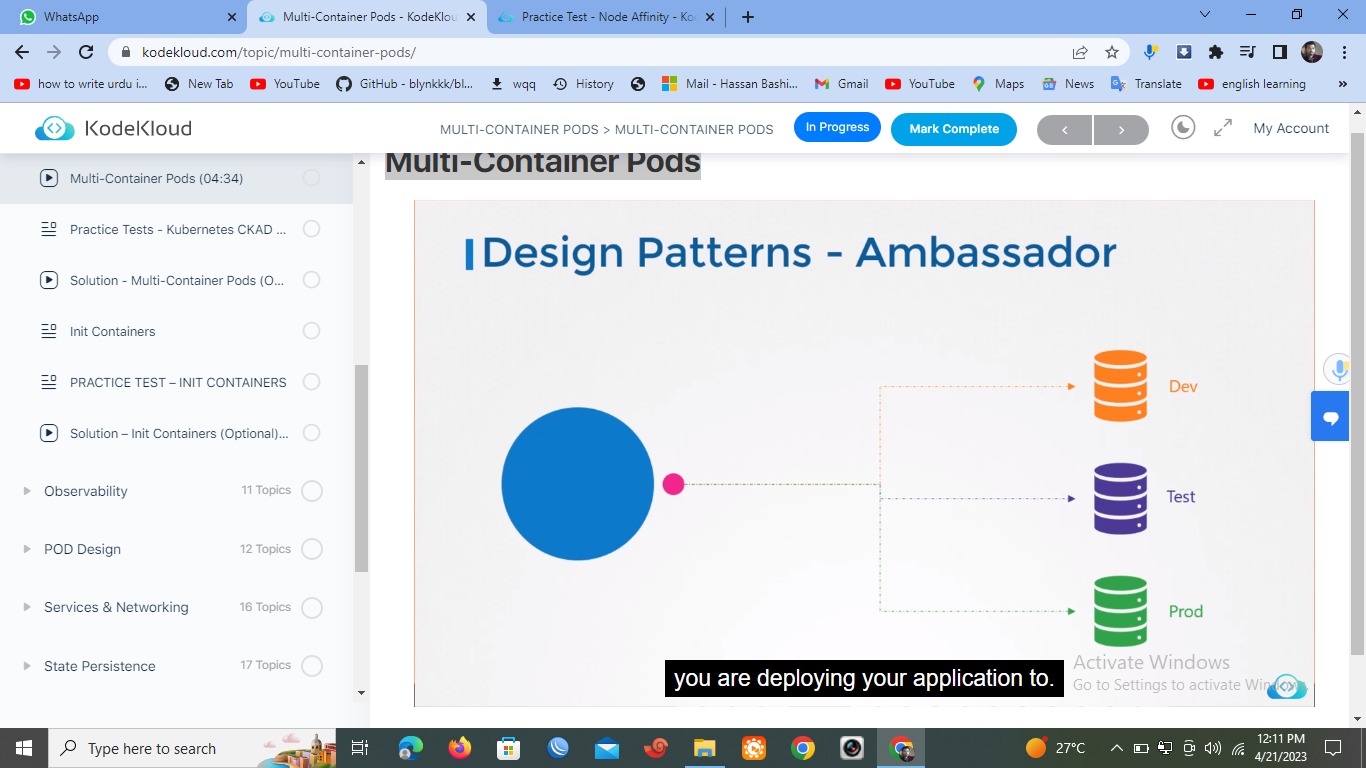 WhatsApp
Multi-Container Pods - KodeKlou
Practice Test - Node Affinity - Ko
kodekloud.com/topic/multi-container-pods/
how to write urdu i...
New Tab
YouTube
GitHub - blynkkk/bl...
wqq
History
Mail - Hassan Bashi...
Gmail
YouTube
Maps
News
Translate
english learning
»
KodeKloud
MULTI-CONTAINER PODS > MULTI-CONTAINER PODS
In Progress
Mark Complete
<
>
My Account
Multi-Container Pods (04:34)
Practice Tests - Kubernetes CKAD ...
Solution - Multi-Container Pods (O...
Init Containers
PRACTICE TEST – INIT CONTAINERS
Solution – Init Containers (Optional)...
Observability 11 Topics
POD Design 12 Topics
Services & Networking 16 Topics
State Persistence 17 Topics
Multi-Container Pods
Design Patterns - Ambassador
Dev
Test
Prod
you are deploying your application to.
Activate Windows
Go to Settings to activate Windows.
Type here to search
27°C
12:11 PM
4/21/2023